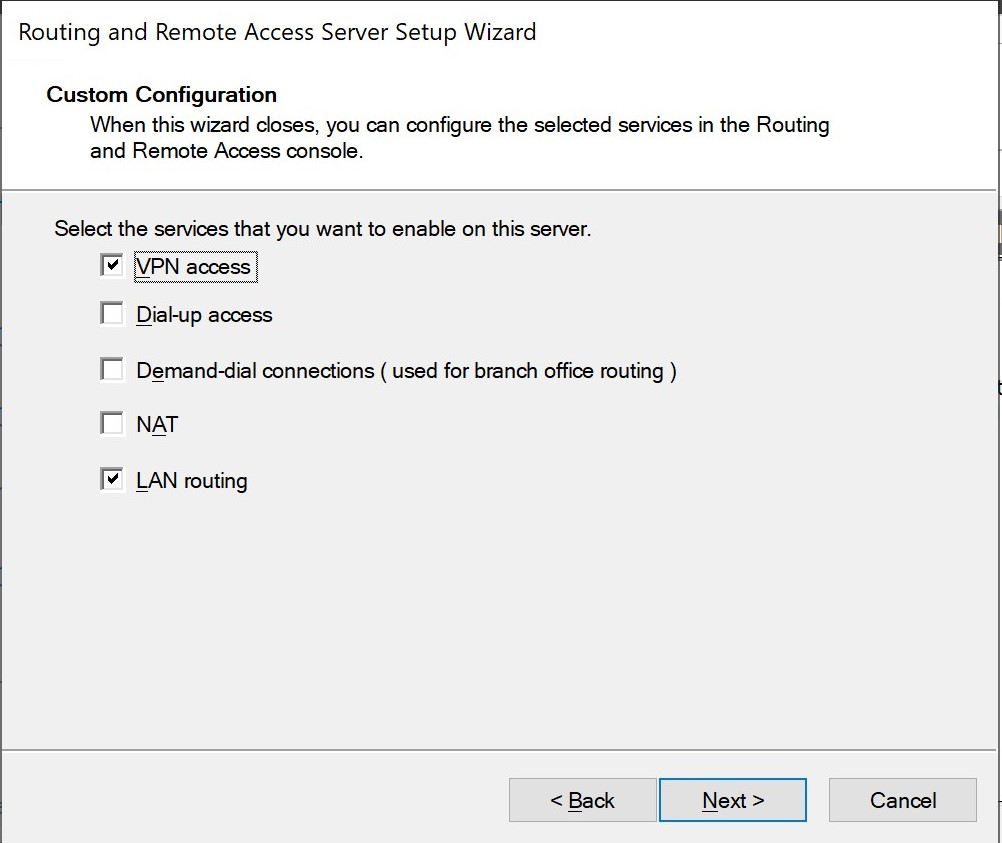 Routing and Remote Access Server Setup Wizard
Custom Configuration
When this wizard closes, you can configure the selected services in the Routing
and Remote Access console.
Select the services that you want to enable on this server.
VPN access
Dial-up access
Demand-dial connections ( used for branch office routing )
NAT
LAN routing
< Back
Next >
Cancel